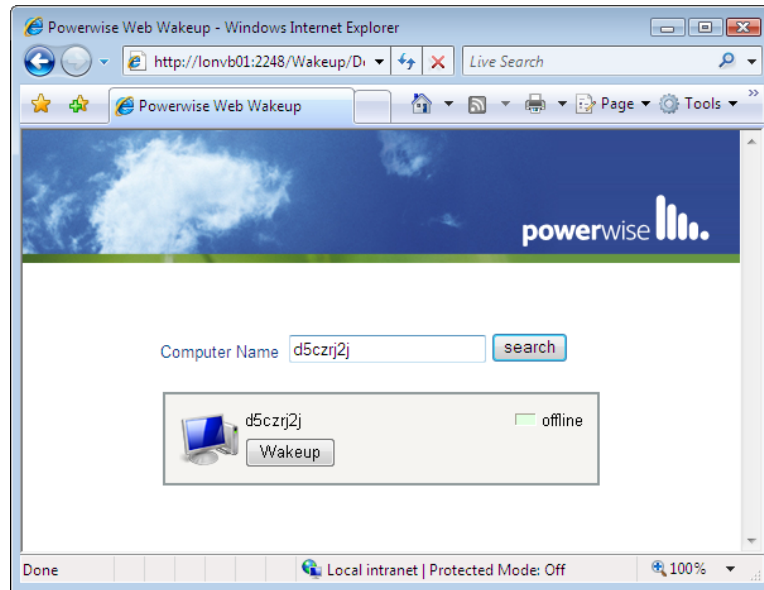 Powerwise Web Wakeup - Windows Internet Explorer
http://lonvb01:2248/Wakeup/D
Live Search
Powerwise Web Wakeup
Page
Tools
powerwise
Computer Name d5czrj2j search
d5czrj2j
offline
Wakeup
Done
Local intranet | Protected Mode: Off
100%